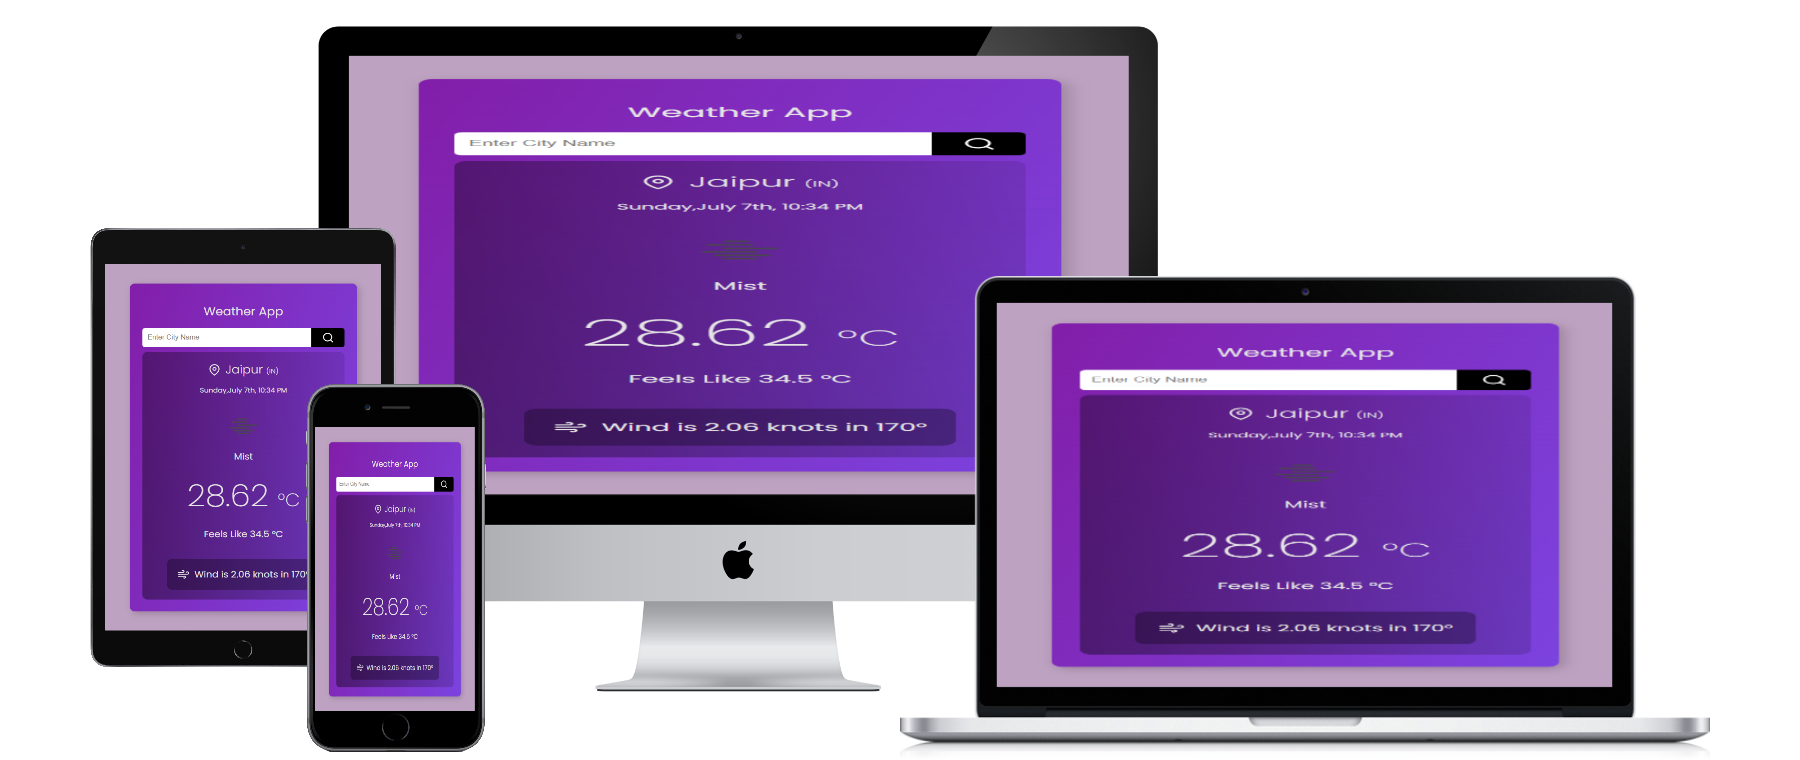 Weather App
Enter City Name
Jaipur (IN)
Sunday,July 7th, 10:34 PM
Mist
28.62 °C
Feels Like 34.5 °C
Wind is 2.06 knots in 170°
Weather App
Enter City Name
Jaipur (IN)
Sunday,July 7th, 10:34 PM
Mist
28.62 °C
Feels Like 34.5 °C
Wind is 2.06 knots in 170°
Weather App
Enter City Name
Jaipur (IN)
Sunday,July 7th, 10:34 PM
Mist
28.62 °C
Feels Like 34.5 °C
Wind is 2.06 knots in 170°
Weather App
Enter City Name
Jaipur (IN)
Sunday,July 7th, 10:34 PM
Mist
28.62 °C
Feels Like 34.5 °C
Wind is 2.06 knots in 170°